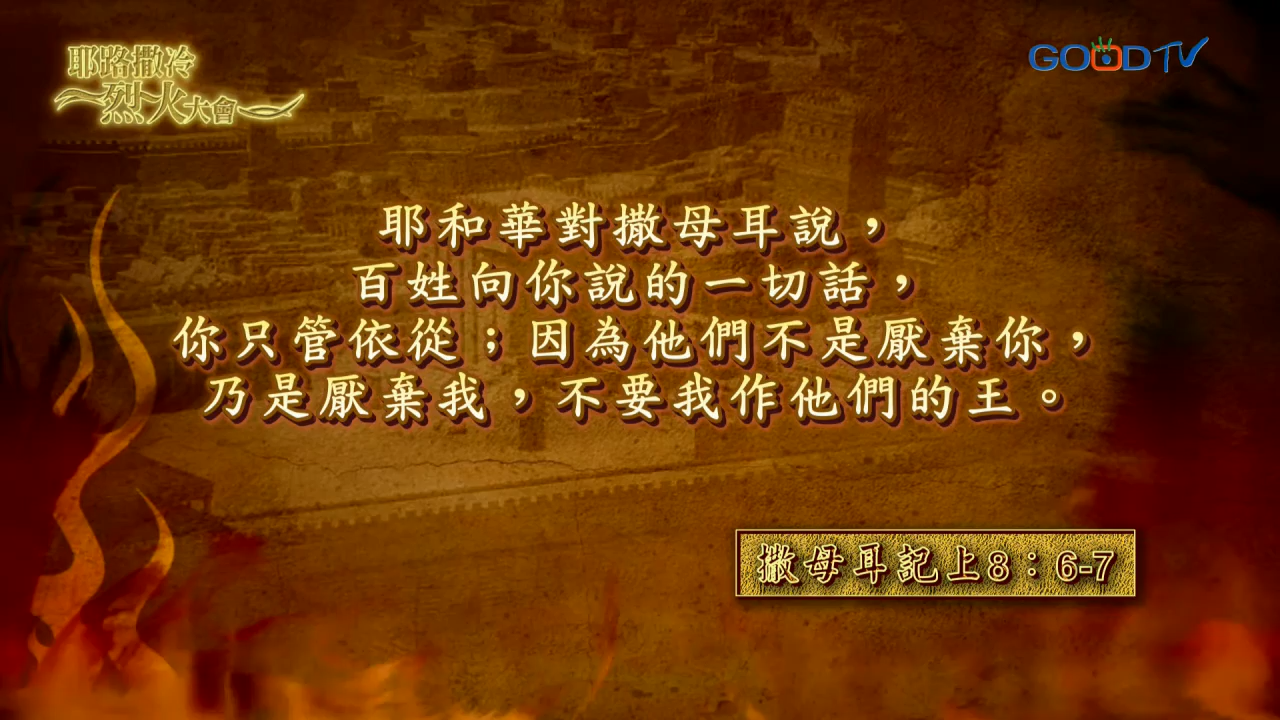 耶路撒冷
烈火大會
GOODTV
耶和華對撒母耳說，
百姓向你說的一切話，
你只管依從；因為他們不是厭棄你，
乃是厭棄我，不要我作他們的王。
撒母耳記上8：6-7